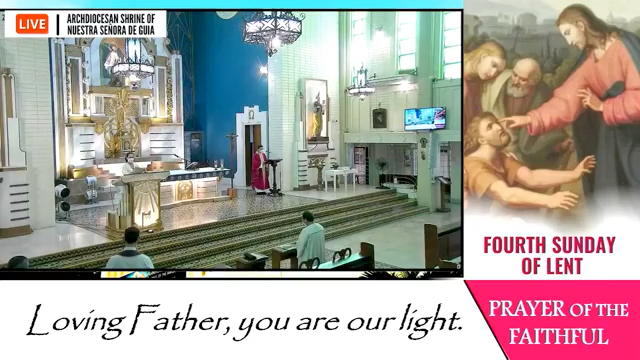 LIVE
ARCHDIOCESAN SHRINE OF
NUESTRA SEÑORA DE GUIA
FOURTH SUNDAY
OF LENT
Loving Father, you are our light.
PRAYER OF THE
FAITHFUL